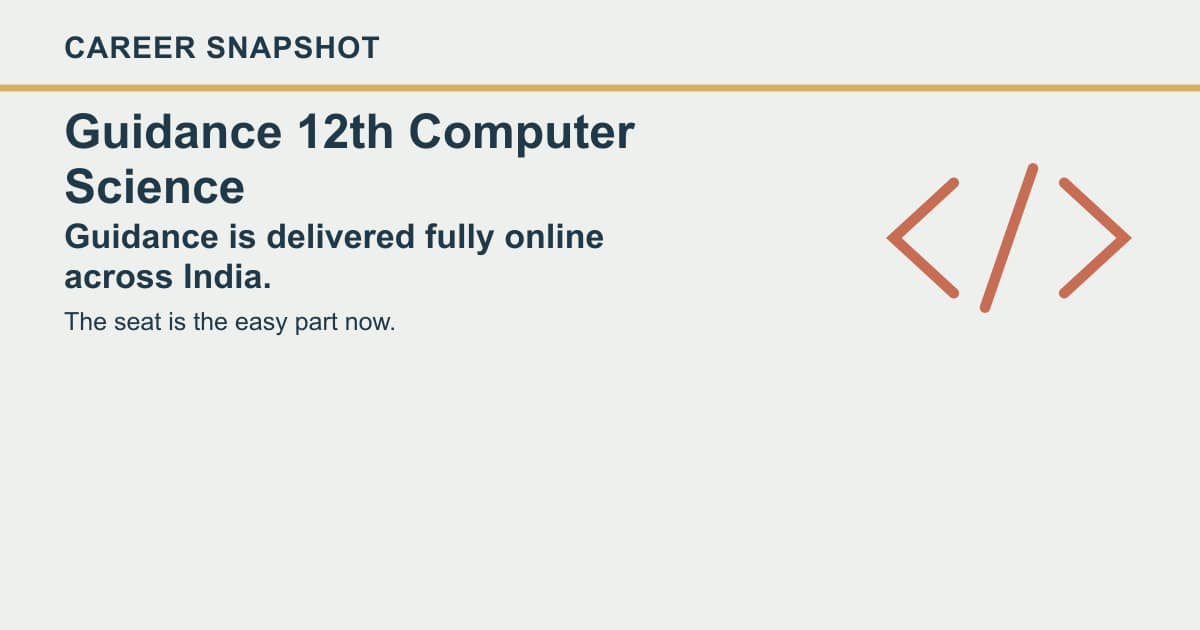 CAREER SNAPSHOT
Guidance 12th Computer
Science
Guidance is delivered fully online
across India.
The seat is the easy part now.